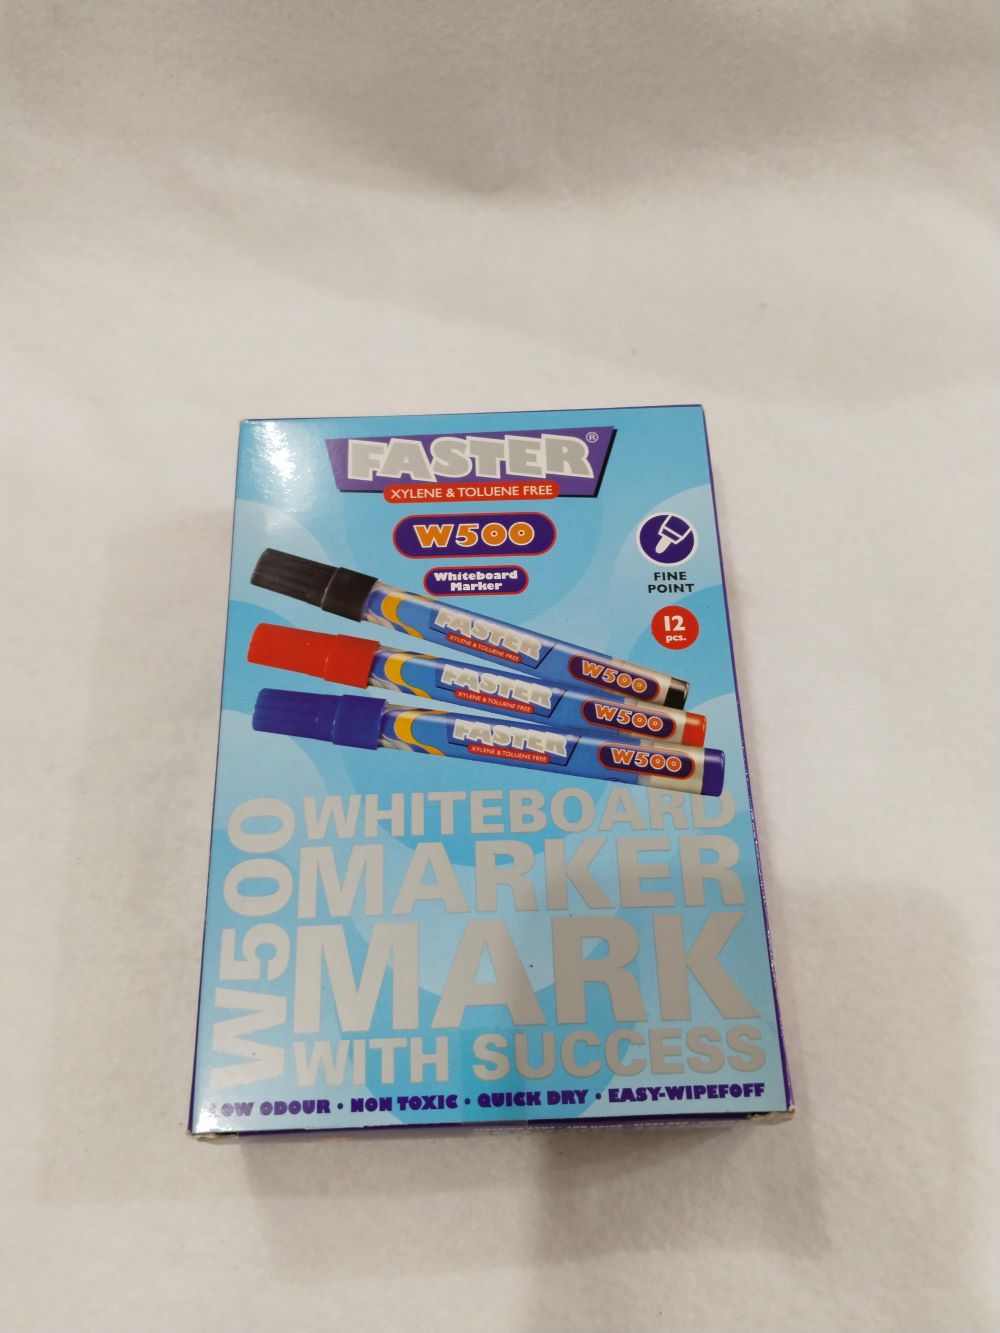 FASTER®
XYLENE & TOLUENE FREE
W500
Whiteboard
Marker
FINE
POINT
12
pcs.
FASTER
XYLENE & TOLUENE FREE
W500
FASTER
XYLENE & TOLUENE FREE
W500
FASTER
XYLENE & TOLUENE FREE
W500
W500
WHITEBOARD
MARKER
MARK
WITH SUCCESS
LOW ODOUR • NON TOXIC • QUICK DRY • EASY-WIPEFOFF